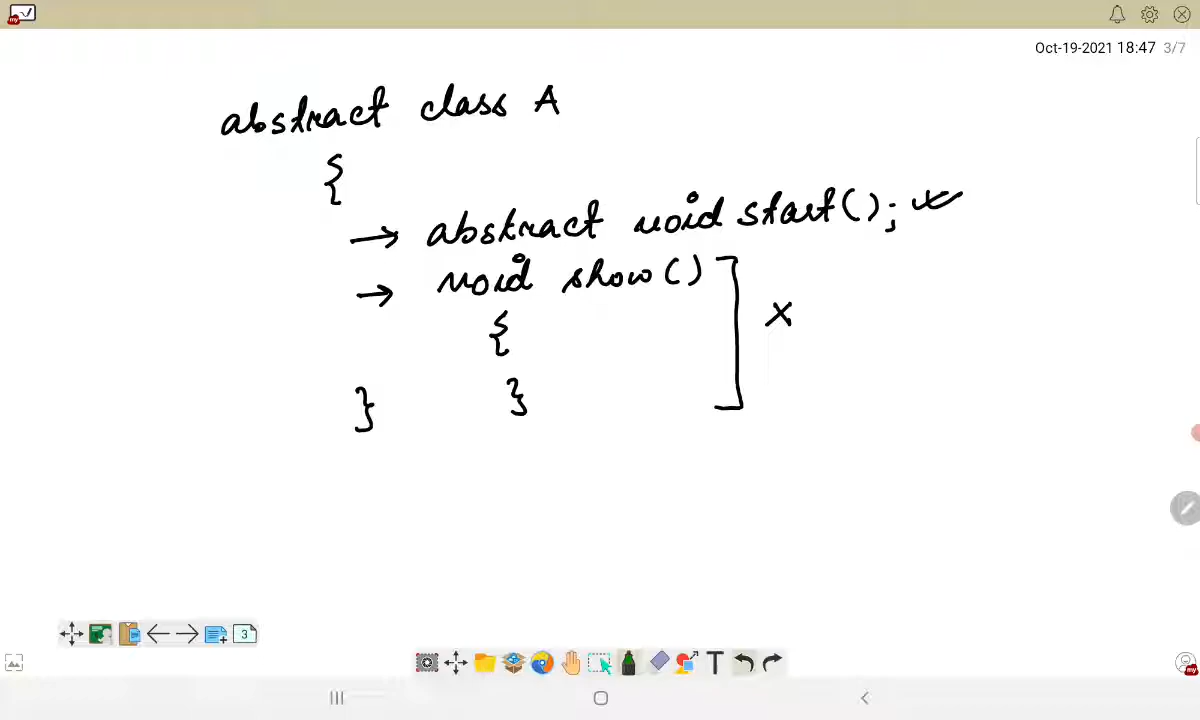 Oct-19-2021 18:47 3/7
abstract class A
{
→ abstract void start(); ✓
→ void show()
{
X
}
}
3
T